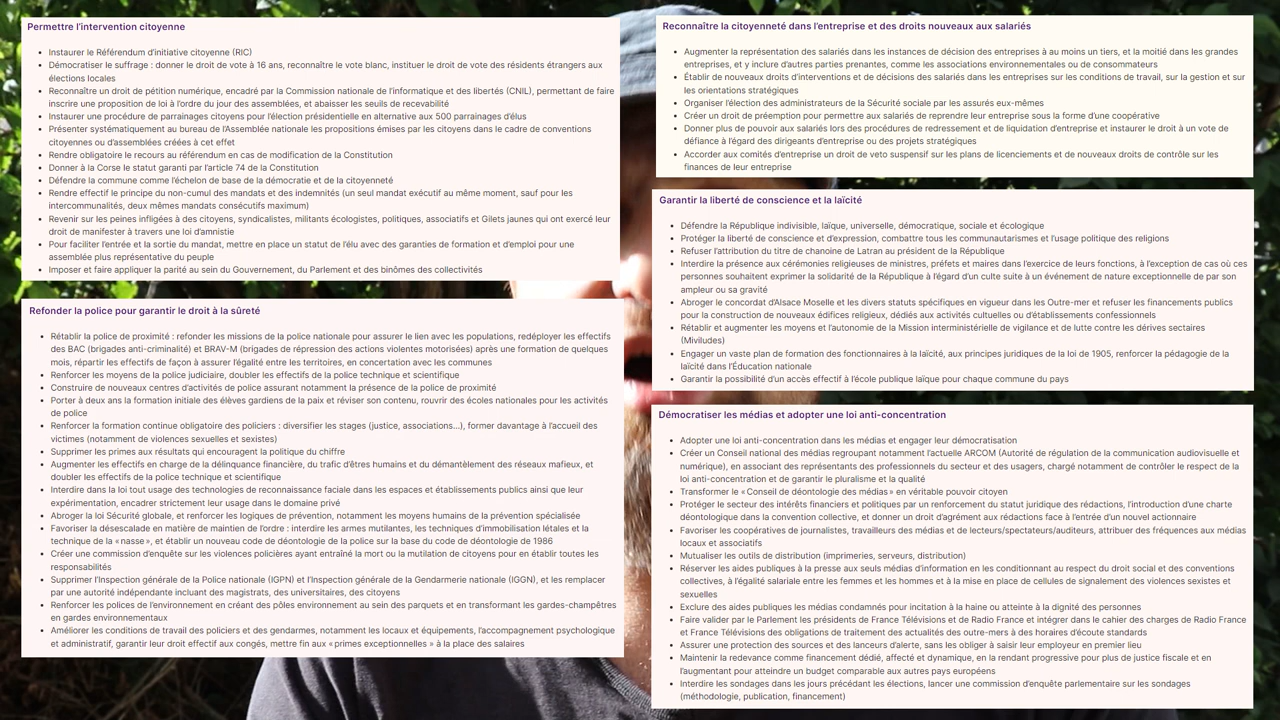 Permettre l'intervention citoyenne
• Instaurer le Référendum d'initiative citoyenne (RIC)
• Démocratiser le suffrage : donner le droit de vote à 16 ans, reconnaître le vote blanc, instituer le droit de vote des résidents étrangers aux
élections locales
• Reconnaître un droit de pétition numérique, encadré par la Commission nationale de l'informatique et des libertés (CNIL), permettant de faire
inscrire une proposition de loi à l'ordre du jour des assemblées, et abaisser les seuils de recevabilité
• Instaurer une procédure de parrainages citoyens pour l'élection présidentielle en alternative aux 500 parrainages d'élus
• Présenter systématiquement au bureau de l'Assemblée nationale les propositions émises par les citoyens dans le cadre de conventions
citoyennes ou d'assemblées créées à cet effet
• Rendre obligatoire le recours au référendum en cas de modification de la Constitution
• Donner à la Corse le statut garanti par l'article 74 de la Constitution
• Défendre la commune comme l'échelon de base de la démocratie et de la citoyenneté
• Rendre effectif le principe du non-cumul des mandats et des indemnités (un seul mandat exécutif au même moment, sauf pour les
intercommunalités, deux mêmes mandats consécutifs maximum)
• Revenir sur les peines infligées à des citoyens, syndicalistes, militants écologistes, politiques, associatifs et Gilets jaunes qui ont exercé leur
droit de manifester à travers une loi d'amnistie
• Pour faciliter l'entrée et la sortie du mandat, mettre en place un statut de l'élu avec des garanties de formation et d'emploi pour une
assemblée plus représentative du peuple
• Imposer et faire appliquer la parité au sein du Gouvernement, du Parlement et des binômes des collectivités
Refonder la police pour garantir le droit à la sûreté
• Rétablir la police de proximité : refonder les missions de la police nationale pour assurer le lien avec les populations, redéployer les effectifs
des BAC (brigades anti-criminalité) et BRAV-M (brigades de répression des actions violentes motorisées) après une formation de quelques
mois, répartir les effectifs de façon à assurer l'égalité entre les territoires, en concertation avec les communes
• Renforcer les moyens de la police judiciaire, doubler les effectifs de la police technique et scientifique
• Construire de nouveaux centres d'activités de police assurant notamment la présence de la police de proximité
• Porter à deux ans la formation initiale des élèves gardiens de la paix et réviser son contenu, rouvrir des écoles nationales pour les activités
de police
• Renforcer la formation continue obligatoire des policiers : diversifier les stages (justice, associations…), former davantage à l'accueil des
victimes (notamment de violences sexuelles et sexistes)
• Supprimer les primes aux résultats qui encouragent la politique du chiffre
• Augmenter les effectifs en charge de la délinquance financière, du trafic d'êtres humains et du démantèlement des réseaux mafieux, et
doubler les effectifs de la police technique et scientifique
• Interdire dans la loi tout usage des technologies de reconnaissance faciale dans les espaces et établissements publics ainsi que leur
expérimentation, encadrer strictement leur usage dans le domaine privé
• Abroger la loi Sécurité globale, et renforcer les logiques de prévention, notamment les moyens humains de la prévention spécialisée
• Favoriser la désescalade en matière de maintien de l'ordre : interdire les armes mutilantes, les techniques d'immobilisation létales et la
technique de la « nasse », et établir un nouveau code de déontologie de la police sur la base du code de déontologie de 1986
• Créer une commission d'enquête sur les violences policières ayant entraîné la mort ou la mutilation de citoyens pour en établir toutes les
responsabilités
• Supprimer l'Inspection générale de la Police nationale (IGPN) et l'Inspection générale de la Gendarmerie nationale (IGGN), et les remplacer
par une autorité indépendante incluant des magistrats, des universitaires, des citoyens
• Renforcer les polices de l'environnement en créant des pôles environnement au sein des parquets et en transformant les gardes-champêtres
en gardes environnementaux
• Améliorer les conditions de travail des policiers et des gendarmes, notamment les locaux et équipements, l'accompagnement psychologique
et administratif, garantir leur droit effectif aux congés, mettre fin aux « primes exceptionnelles » à la place des salaires
Reconnaître la citoyenneté dans l'entreprise et des droits nouveaux aux salariés
• Augmenter la représentation des salariés dans les instances de décision des entreprises à au moins un tiers, et la moitié dans les grandes
entreprises, et y inclure d'autres parties prenantes, comme les associations environnementales ou de consommateurs
• Établir de nouveaux droits d'interventions et de décisions des salariés dans les entreprises sur les conditions de travail, sur la gestion et sur
les orientations stratégiques
• Organiser l'élection des administrateurs de la Sécurité sociale par les assurés eux-mêmes
• Créer un droit de préemption pour permettre aux salariés de reprendre leur entreprise sous la forme d'une coopérative
• Donner plus de pouvoir aux salariés lors des procédures de redressement et de liquidation d'entreprise et instaurer le droit à un vote de
défiance à l'égard des dirigeants d'entreprise ou des projets stratégiques
• Accorder aux comités d'entreprise un droit de veto suspensif sur les plans de licenciements et de nouveaux droits de contrôle sur les
finances de leur entreprise
Garantir la liberté de conscience et la laïcité
• Défendre la République indivisible, laïque, universelle, démocratique, sociale et écologique
• Protéger la liberté de conscience et d'expression, combattre tous les communautarismes et l'usage politique des religions
• Refuser l'attribution du titre de chanoine de Latran au président de la République
• Interdire la présence aux cérémonies religieuses de ministres, préfets et maires dans l'exercice de leurs fonctions, à l'exception de cas où ces
personnes souhaitent exprimer la solidarité de la République à l'égard d'un culte suite à un événement de nature exceptionnelle de par son
ampleur ou sa gravité
• Abroger le concordat d'Alsace Moselle et les divers statuts spécifiques en vigueur dans les Outre-mer et refuser les financements publics
pour la construction de nouveaux édifices religieux, dédiés aux activités cultuelles ou d'établissements confessionnels
• Rétablir et augmenter les moyens et l'autonomie de la Mission interministérielle de vigilance et de lutte contre les dérives sectaires
(Miviludes)
• Engager un vaste plan de formation des fonctionnaires à la laïcité, aux principes juridiques de la loi de 1905, renforcer la pédagogie de la
laïcité dans l'Éducation nationale
• Garantir la possibilité d'un accès effectif à l'école publique laïque pour chaque commune du pays
Démocratiser les médias et adopter une loi anti-concentration
• Adopter une loi anti-concentration dans les médias et engager leur démocratisation
• Créer un Conseil national des médias regroupant notamment l'actuelle ARCOM (Autorité de régulation de la communication audiovisuelle et
numérique), en associant des représentants des professionnels du secteur et des usagers, chargé notamment de contrôler le respect de la
loi anti-concentration et de garantir le pluralisme et la qualité
• Transformer le « Conseil de déontologie des médias » en véritable pouvoir citoyen
• Protéger le secteur des intérêts financiers et politiques par un renforcement du statut juridique des rédactions, l'introduction d'une charte
déontologique dans la convention collective, et donner un droit d'agrément aux rédactions face à l'entrée d'un nouvel actionnaire
• Favoriser les coopératives de journalistes, travailleurs des médias et de lecteurs/spectateurs/auditeurs, attribuer des fréquences aux médias
locaux et associatifs
• Mutualiser les outils de distribution (imprimeries, serveurs, distribution)
• Réserver les aides publiques à la presse aux seuls médias d'information en les conditionnant au respect du droit social et des conventions
collectives, à l'égalité salariale entre les femmes et les hommes et à la mise en place de cellules de signalement des violences sexistes et
sexuelles
• Exclure des aides publiques les médias condamnés pour incitation à la haine ou atteinte à la dignité des personnes
• Faire valider par le Parlement les présidents de France Télévisions et de Radio France et intégrer dans le cahier des charges de Radio France
et France Télévisions des obligations de traitement des actualités des outre-mers à des horaires d'écoute standards
• Assurer une protection des sources et des lanceurs d'alerte, sans les obliger à saisir leur employeur en premier lieu
• Maintenir la redevance comme financement dédié, affecté et dynamique, en la rendant progressive pour plus de justice fiscale et en
l'augmentant pour atteindre un budget comparable aux autres pays européens
• Interdire les sondages dans les jours précédant les élections, lancer une commission d'enquête parlementaire sur les sondages
(méthodologie, publication, financement)